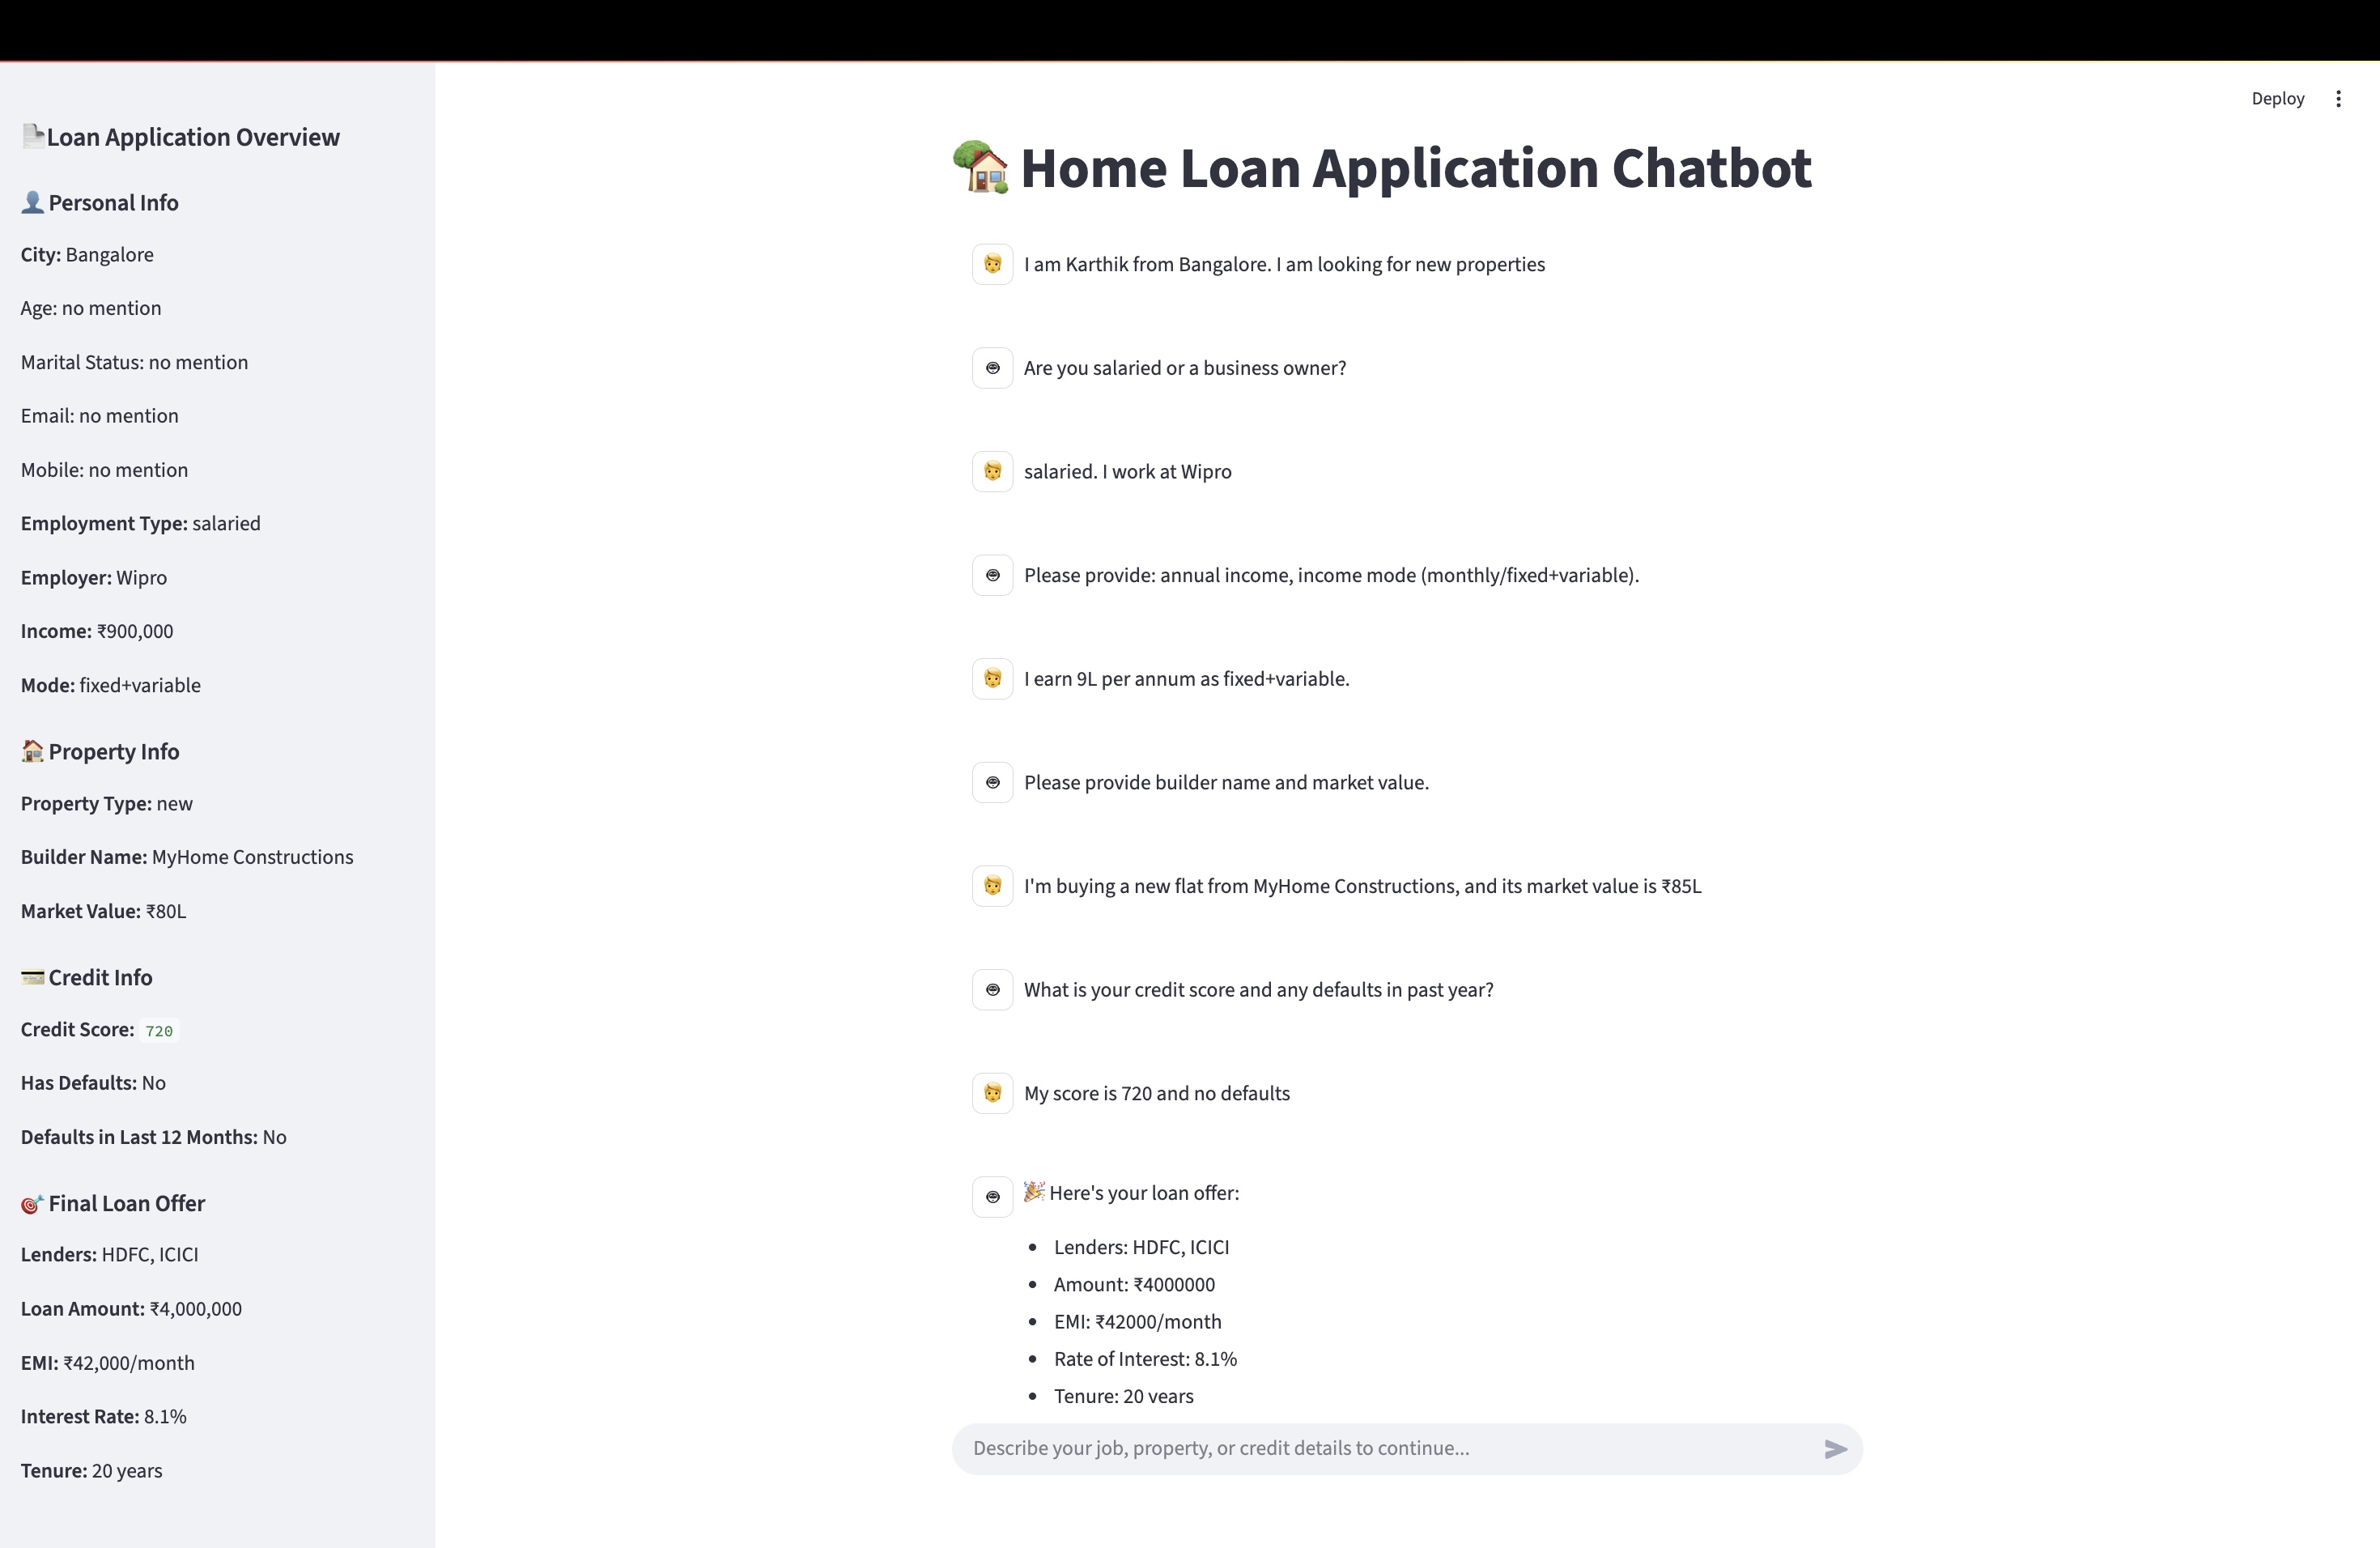 Loan Application Overview
Personal Info
City: Bangalore
Age: no mention
Marital Status: no mention
Email: no mention
Mobile: no mention
Employment Type: salaried
Employer: Wipro
Income: ₹900,000
Mode: fixed+variable
Property Info
Property Type: new
Builder Name: MyHome Constructions
Market Value: ₹80L
Credit Info
Credit Score: 720
Has Defaults: No
Defaults in Last 12 Months: No
Final Loan Offer
Lenders: HDFC, ICICI
Loan Amount: ₹4,000,000
EMI: ₹42,000/month
Interest Rate: 8.1%
Tenure: 20 years
Deploy
Home Loan Application Chatbot
I am Karthik from Bangalore. I am looking for new properties
Are you salaried or a business owner?
salaried. I work at Wipro
Please provide: annual income, income mode (monthly/fixed+variable).
I earn 9L per annum as fixed+variable.
Please provide builder name and market value.
I'm buying a new flat from MyHome Constructions, and its market value is ₹85L
What is your credit score and any defaults in past year?
My score is 720 and no defaults
Here's your loan offer:
Lenders: HDFC, ICICI
Amount: ₹4000000
EMI: ₹42000/month
Rate of Interest: 8.1%
Tenure: 20 years
Describe your job, property, or credit details to continue...